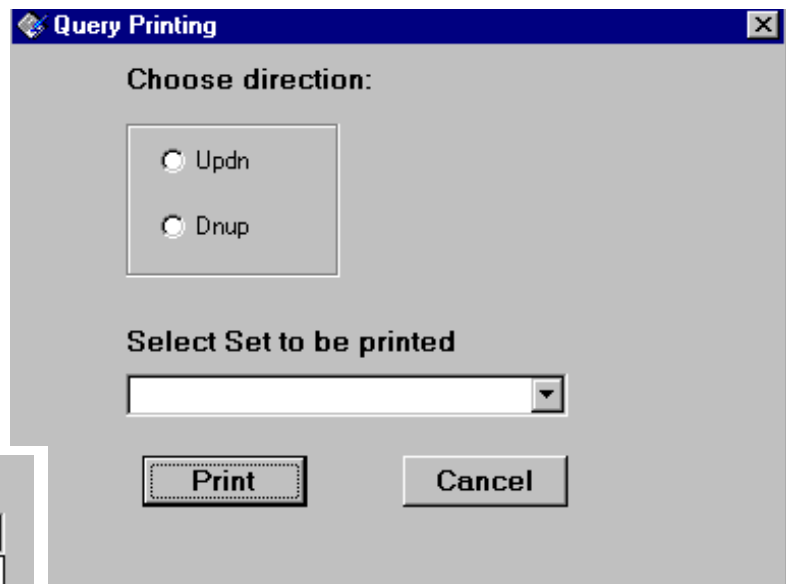 Query Printing
Choose direction:
Updn
Dnup
Select Set to be printed
Print Cancel